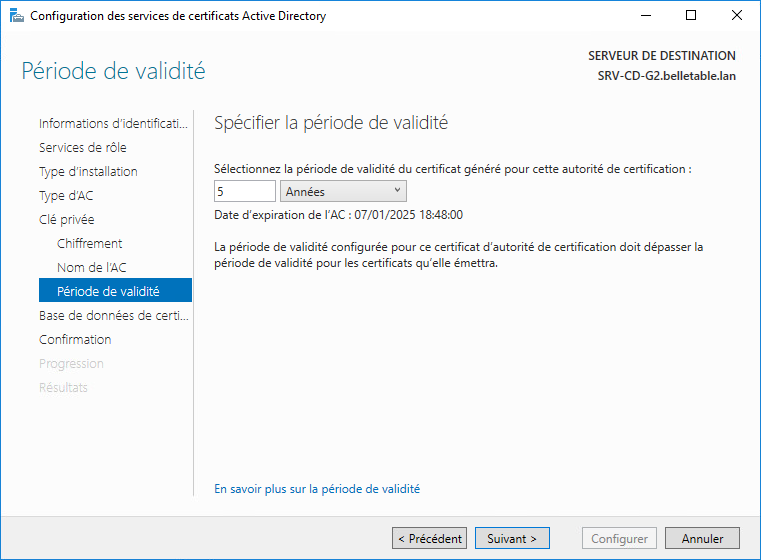 Configuration des services de certificats Active Directory
Période de validité
SERVEUR DE DESTINATION
SRV-CD-G2.belletable.lan
Informations d'identificati...
Services de rôle
Type d'installation
Type d'AC
Clé privée
Chiffrement
Nom de l'AC
Période de validité
Base de données de certi...
Confirmation
Progression
Résultats
Spécifier la période de validité
Sélectionnez la période de validité du certificat généré pour cette autorité de certification :
5 Années
Date d'expiration de l'AC : 07/01/2025 18:48:00
La période de validité configurée pour ce certificat d'autorité de certification doit dépasser la
période de validité pour les certificats qu'elle émettra.
En savoir plus sur la période de validité
< Précédent Suivant > Configurer Annuler